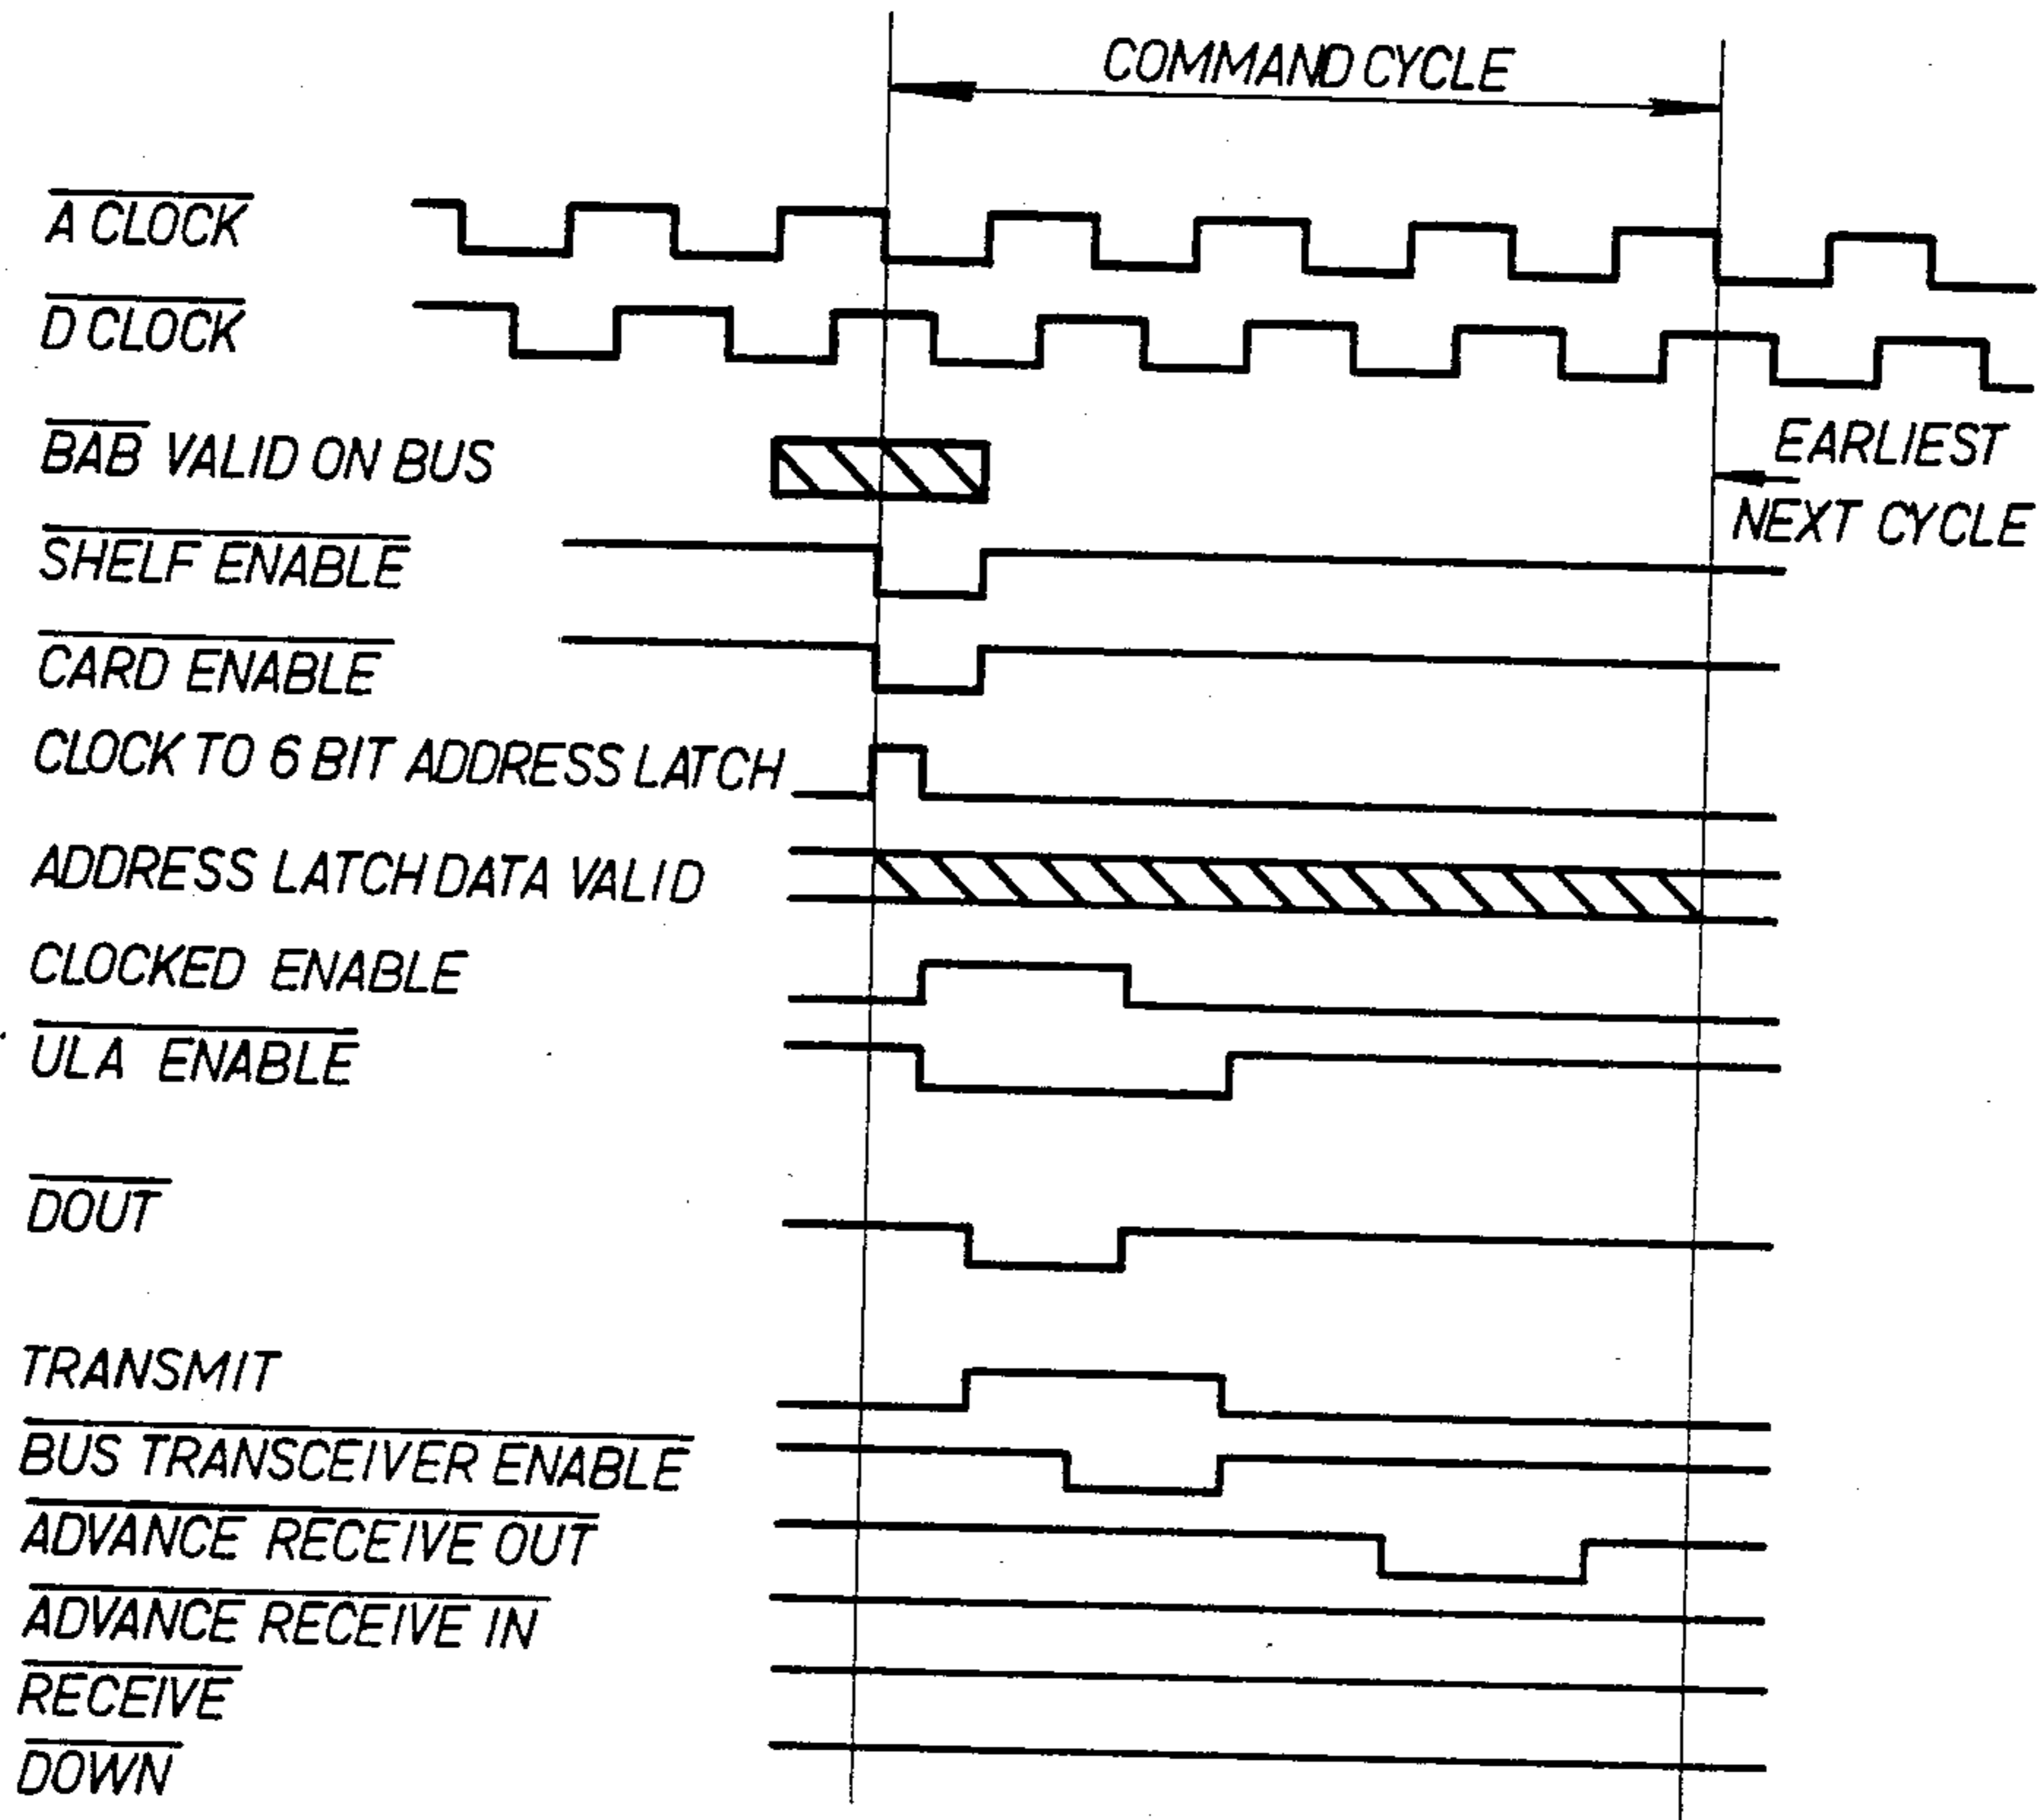 COMMAND CYCLE
A CLOCK
D CLOCK
BAB VALID ON BUS
EARLIEST
NEXT CYCLE
SHELF ENABLE
CARD ENABLE
CLOCK TO 6 BIT ADDRESS LATCH
ADDRESS LATCH DATA VALID
CLOCKED ENABLE
ULA ENABLE
DOUT
TRANSMIT
BUS TRANSCEIVER ENABLE
ADVANCE RECEIVE OUT
ADVANCE RECEIVE IN
RECEIVE
DOWN